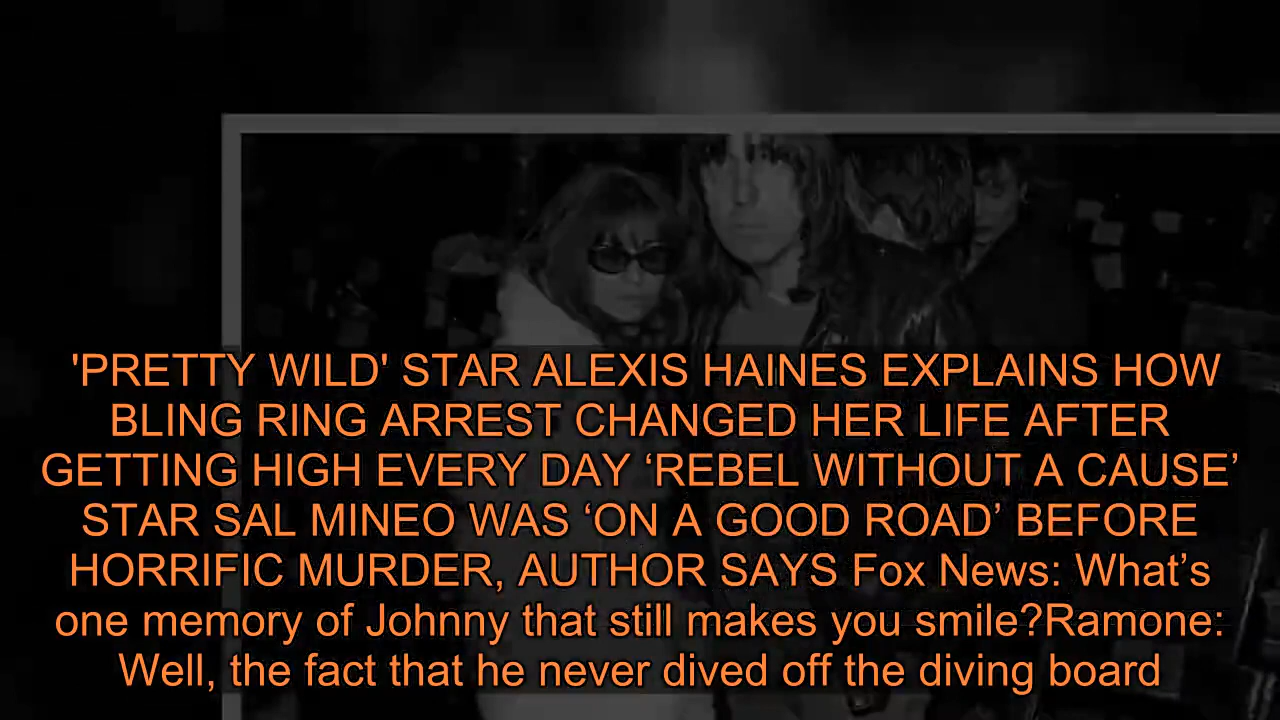 'PRETTY WILD' STAR ALEXIS HAINES EXPLAINS HOW
BLING RING ARREST CHANGED HER LIFE AFTER
GETTING HIGH EVERY DAY ‘REBEL WITHOUT A CAUSE’
STAR SAL MINEO WAS ‘ON A GOOD ROAD’ BEFORE
HORRIFIC MURDER, AUTHOR SAYS Fox News: What’s
one memory of Johnny that still makes you smile?Ramone:
Well, the fact that he never dived off the diving board